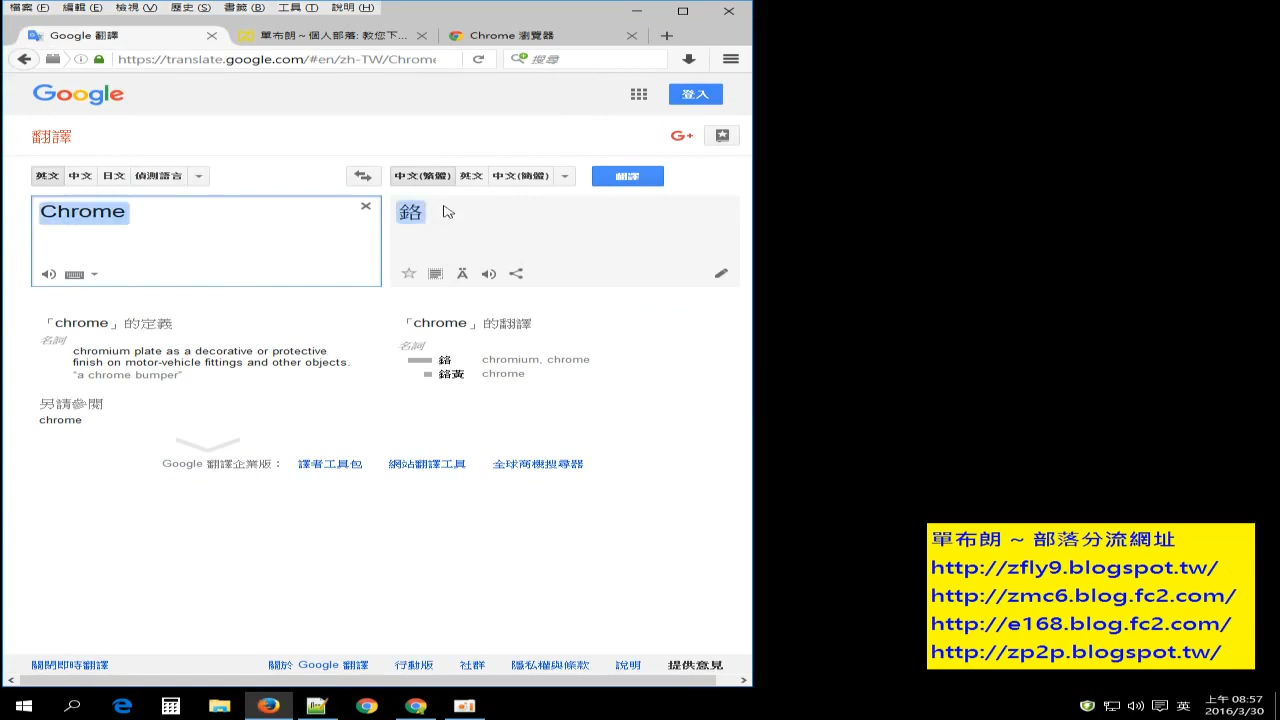 檔案 (F) 編輯 (E) 檢視 (V) 歷史 (S) 書籤 (B) 工具 (T) 說明 (H)
Google 翻譯 單布朗 ~ 個人部落: 教您下... Chrome 瀏覽器
https://translate.google.com/#en/zh-TW/Chrome 搜尋
Google 登入
翻譯 G+
英文 中文 日文 偵測語言 中文(繁體) 英文 中文(簡體) 翻譯
Chrome 鉻
Ä
「chrome」的定義
名詞
chromium plate as a decorative or protective
finish on motor-vehicle fittings and other objects.
"a chrome bumper"
另請參閱
chrome
「chrome」的翻譯
名詞
鉻 chromium, chrome
鉻黃 chrome
Google 翻譯企業版： 譯者工具包 網站翻譯工具 全球商機搜尋器
關閉即時翻譯 關於 Google 翻譯 行動版 社群 隱私權與條款 說明 提供意見
單布朗 ~ 部落分流網址
http://zfly9.blogspot.tw/
http://zmc6.blog.fc2.com/
http://e168.blog.fc2.com/
http://zp2p.blogspot.tw/
英 上午 08:57
2016/3/30